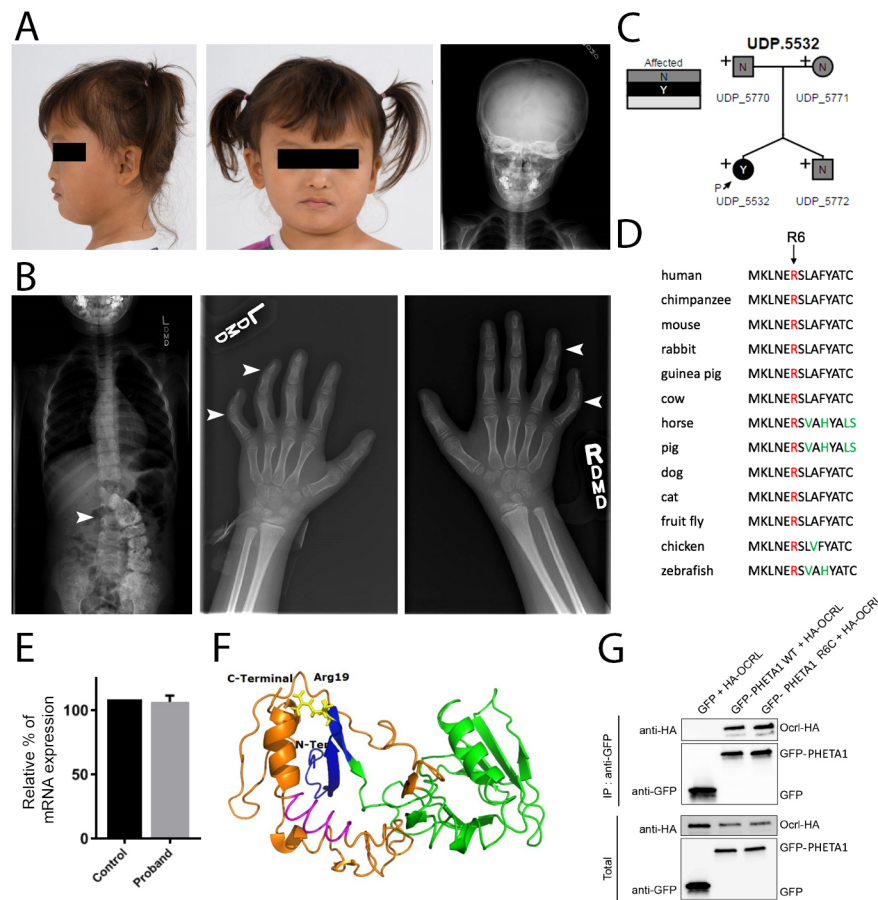 A
C
UDP.5532
Affected
N
Y
+ N
+ N
UDP_5770
UDP_5771
+ Y
+ N
P
UDP_5532
UDP_5772
D
R6
human MKLNERSLAFYATC
chimpanzee MKLNERSLAFYATC
mouse MKLNERSLAFYATC
rabbit MKLNERSLAFYATC
guinea pig MKLNERSLAFYATC
cow MKLNERSLAFYATC
horse MKLNERSVAHYALS
pig MKLNERSVAHYALS
dog MKLNERSLAFYATC
cat MKLNERSLAFYATC
fruit fly MKLNERSLAFYATC
chicken MKLNERSLVFYATC
zebrafish MKLNERSVAHYATC
B
L
DMD
LDMD
RDMD
E
Relative % of
mRNA expression
100
50
0
Control
Proband
F
C-Terminal
Arg19
N-Ter
G
GFP + HA-OCRL
GFP-PHETA1 WT + HA-OCRL
GFP- PHETA1 R6C + HA-OCRL
IP : anti-GFP
anti-HA
Ocrl-HA
GFP-PHETA1
anti-GFP
GFP
Total
anti-HA
Ocrl-HA
GFP-PHETA1
anti-GFP
GFP